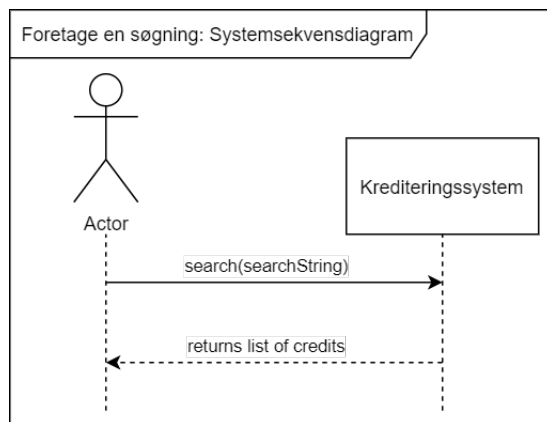 Foretage en søgning: Systemsekvensdiagram
Krediteringssystem
Actor
search(searchString)
returns list of credits